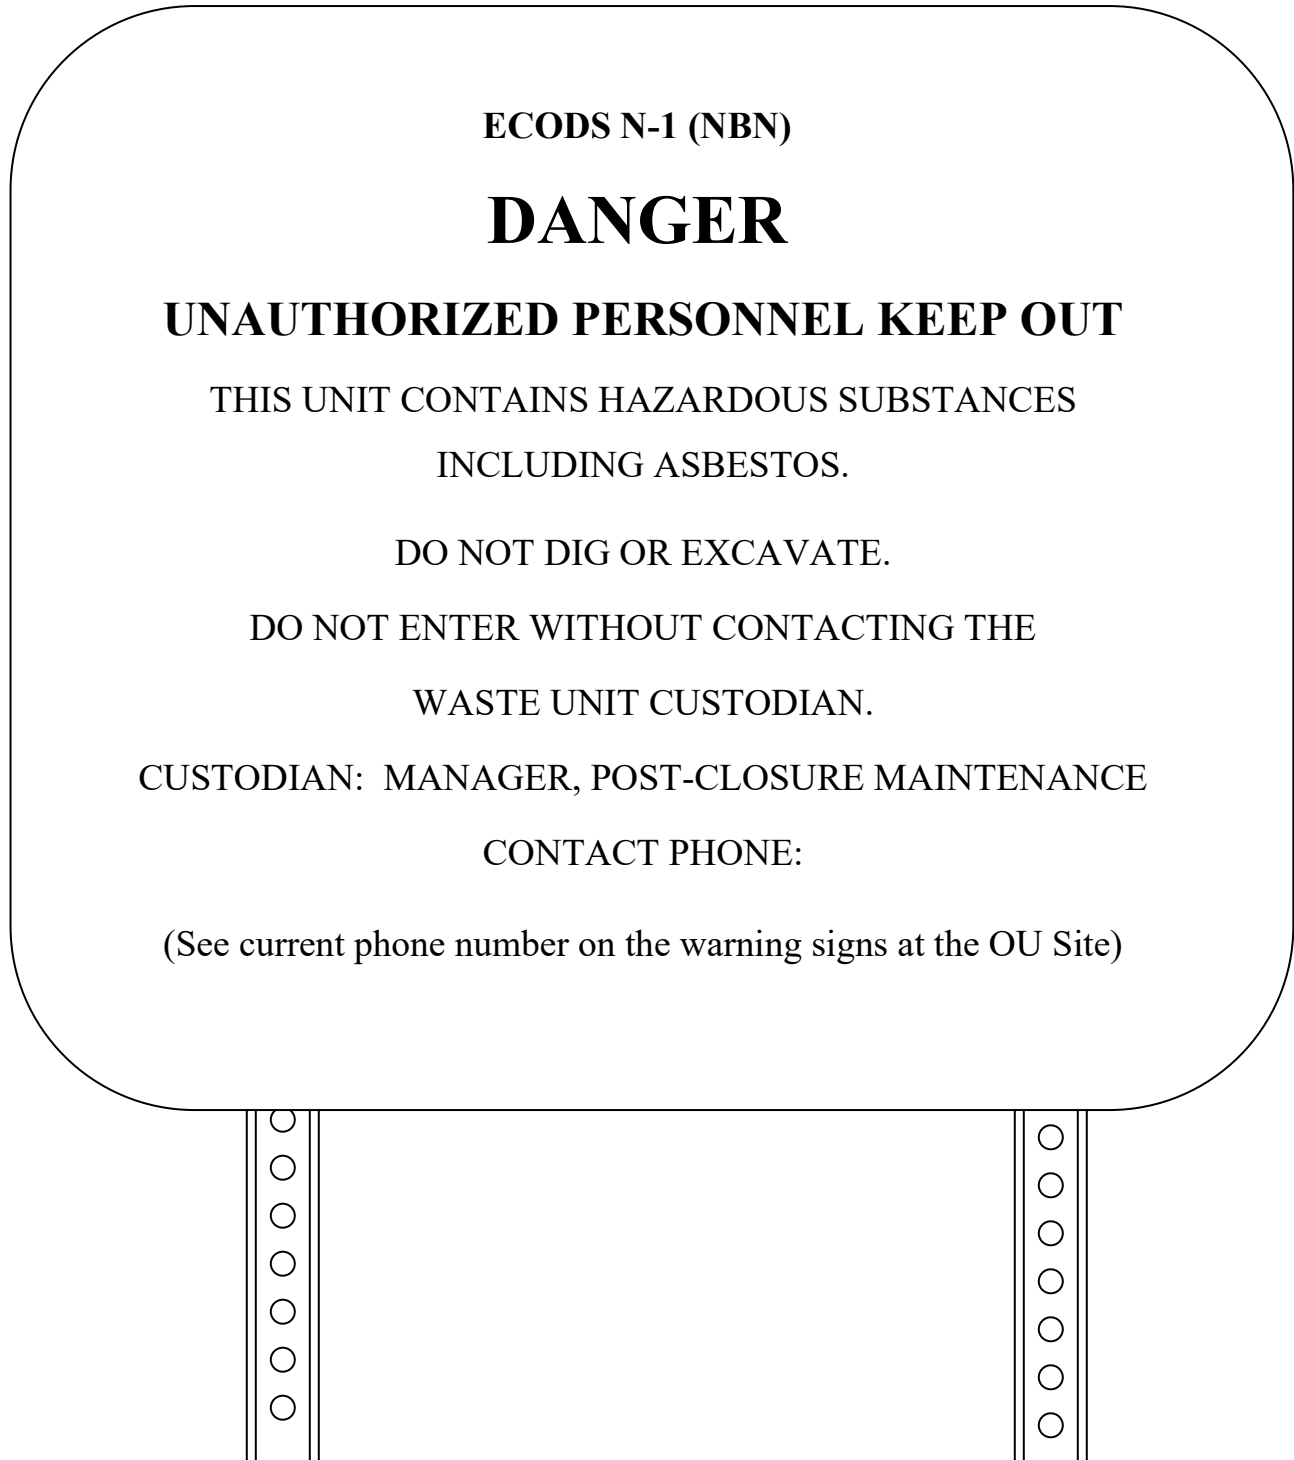 ECODS N-1 (NBN)
DANGER
UNAUTHORIZED PERSONNEL KEEP OUT
THIS UNIT CONTAINS HAZARDOUS SUBSTANCES
INCLUDING ASBESTOS.
DO NOT DIG OR EXCAVATE.
DO NOT ENTER WITHOUT CONTACTING THE
WASTE UNIT CUSTODIAN.
CUSTODIAN:  MANAGER, POST-CLOSURE MAINTENANCE
CONTACT PHONE:
(See current phone number on the warning signs at the OU Site)